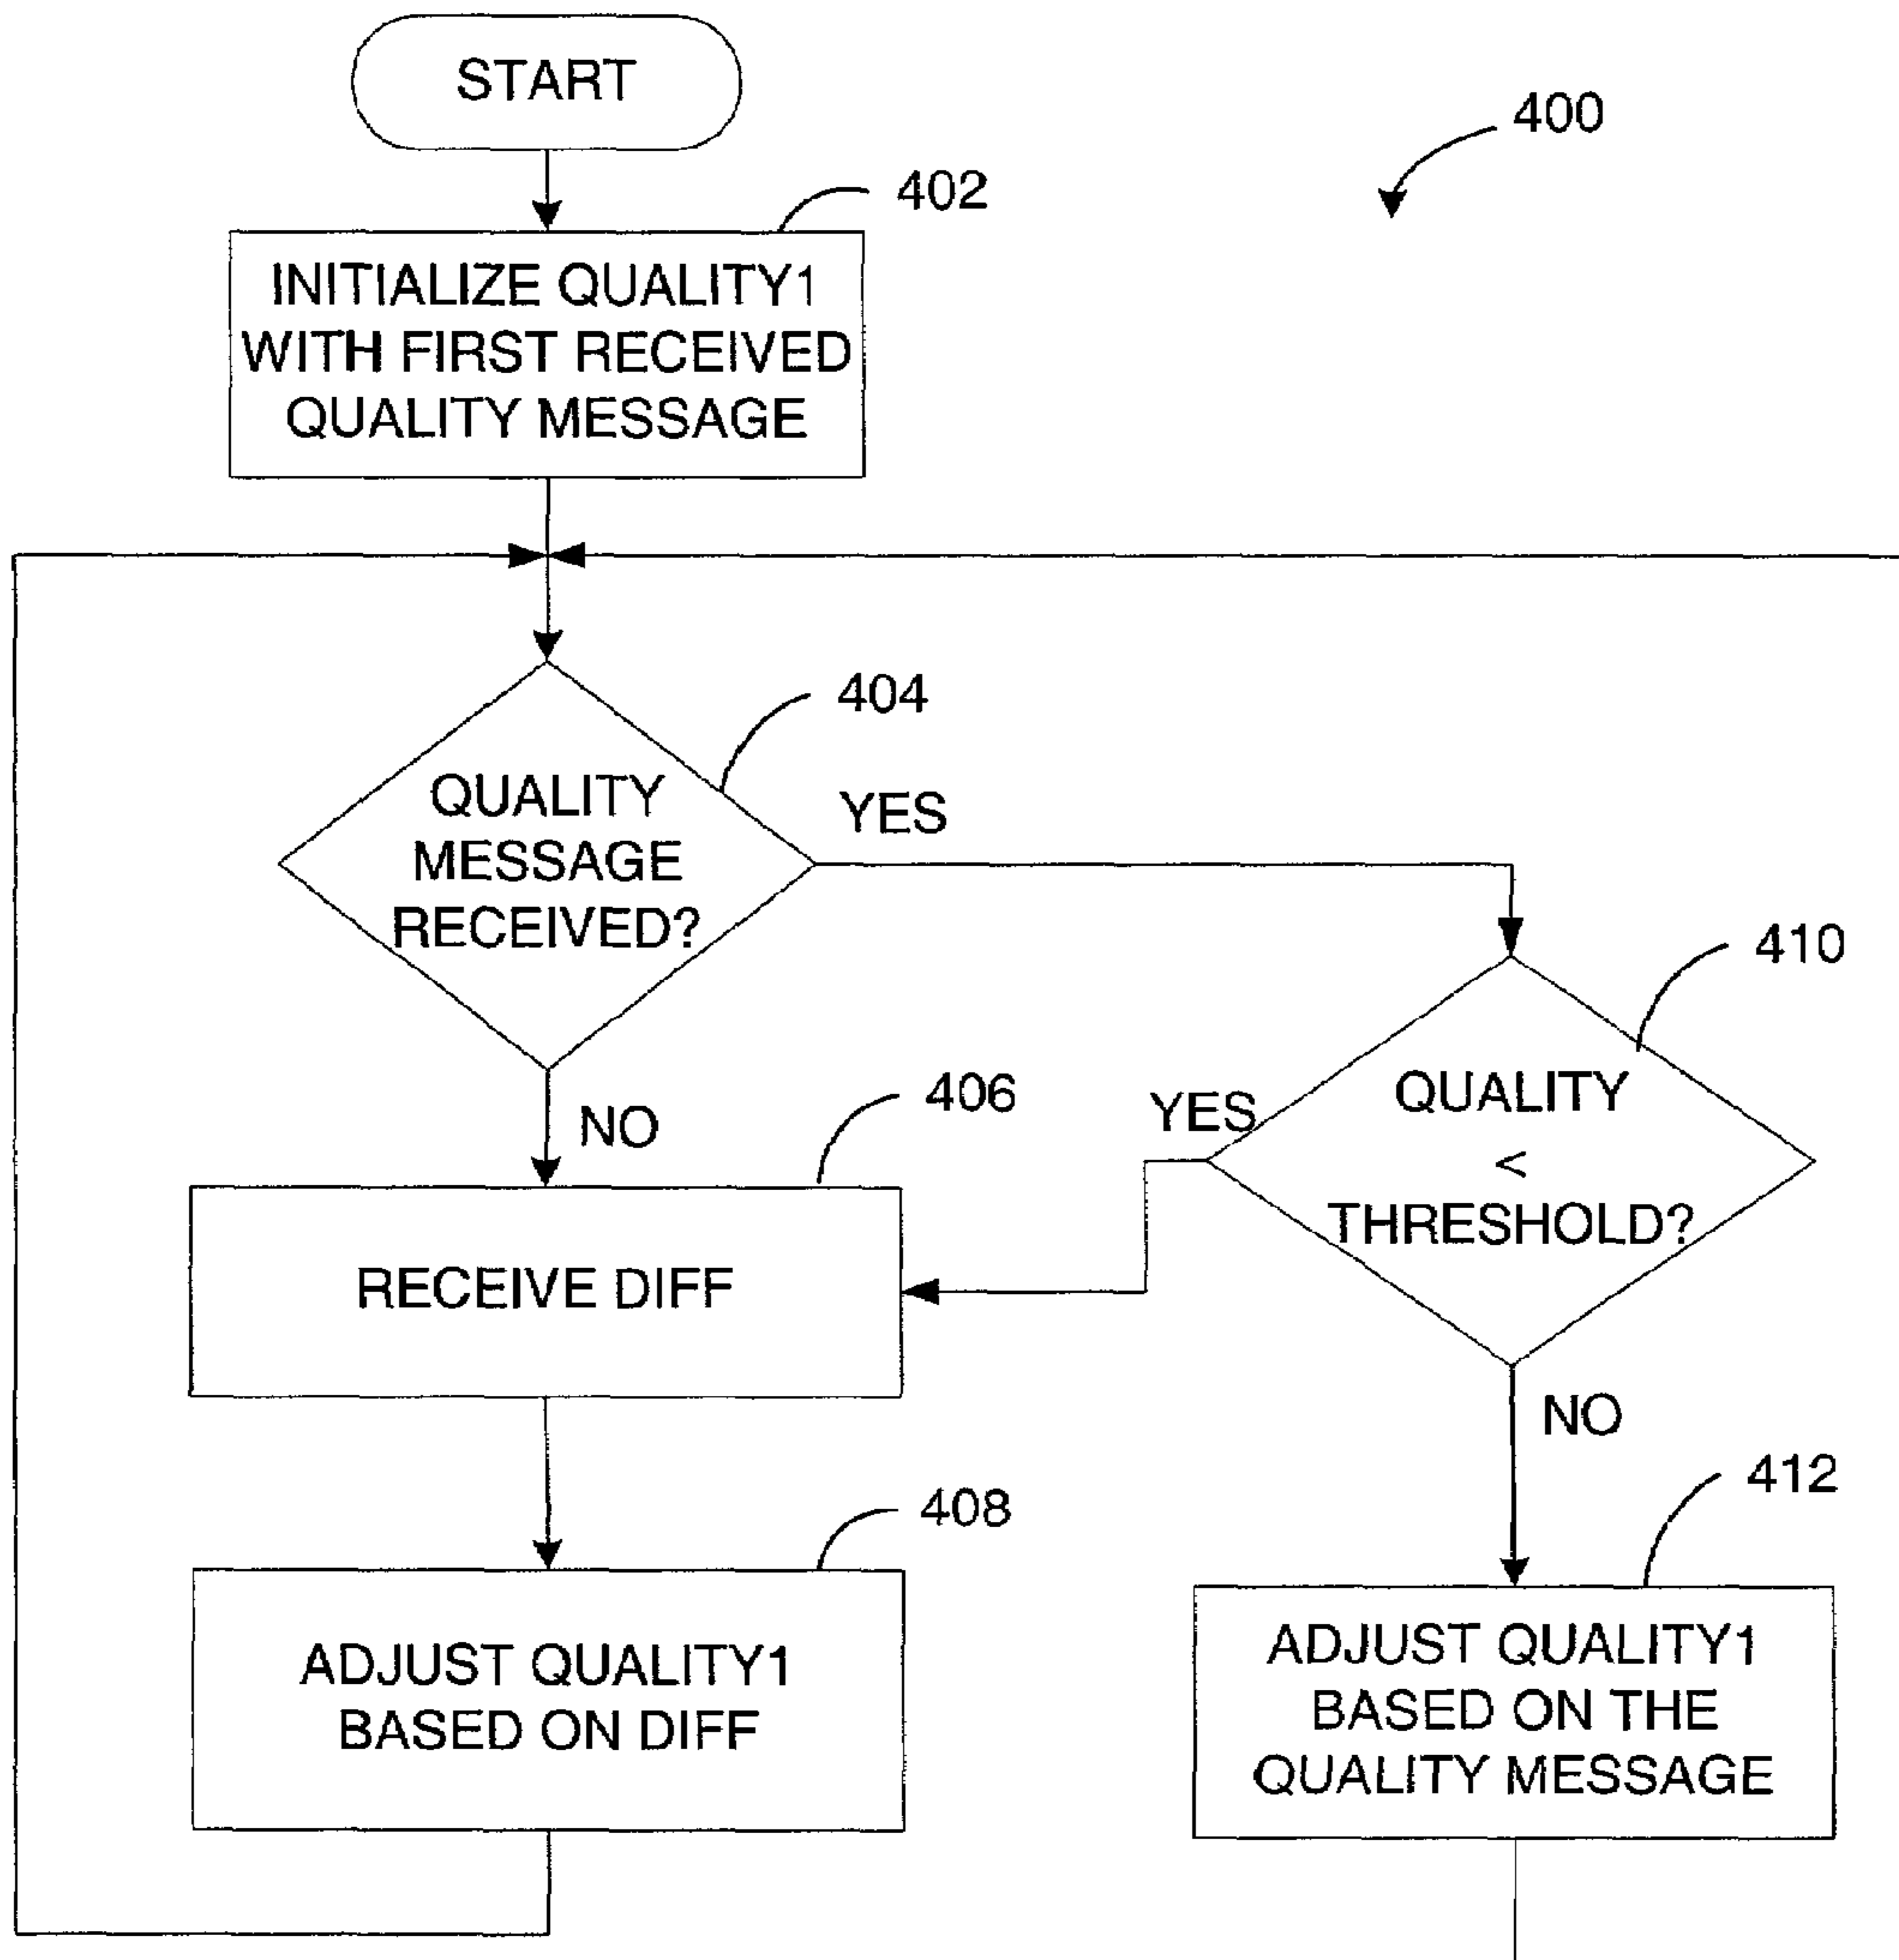 START
400
402
INITIALIZE QUALITY1
WITH FIRST RECEIVED
QUALITY MESSAGE
404
QUALITY
MESSAGE
RECEIVED?
YES
410
QUALITY
<
THRESHOLD?
YES
NO
406
RECEIVE DIFF
NO
408
ADJUST QUALITY1
BASED ON DIFF
412
ADJUST QUALITY1
BASED ON THE
QUALITY MESSAGE